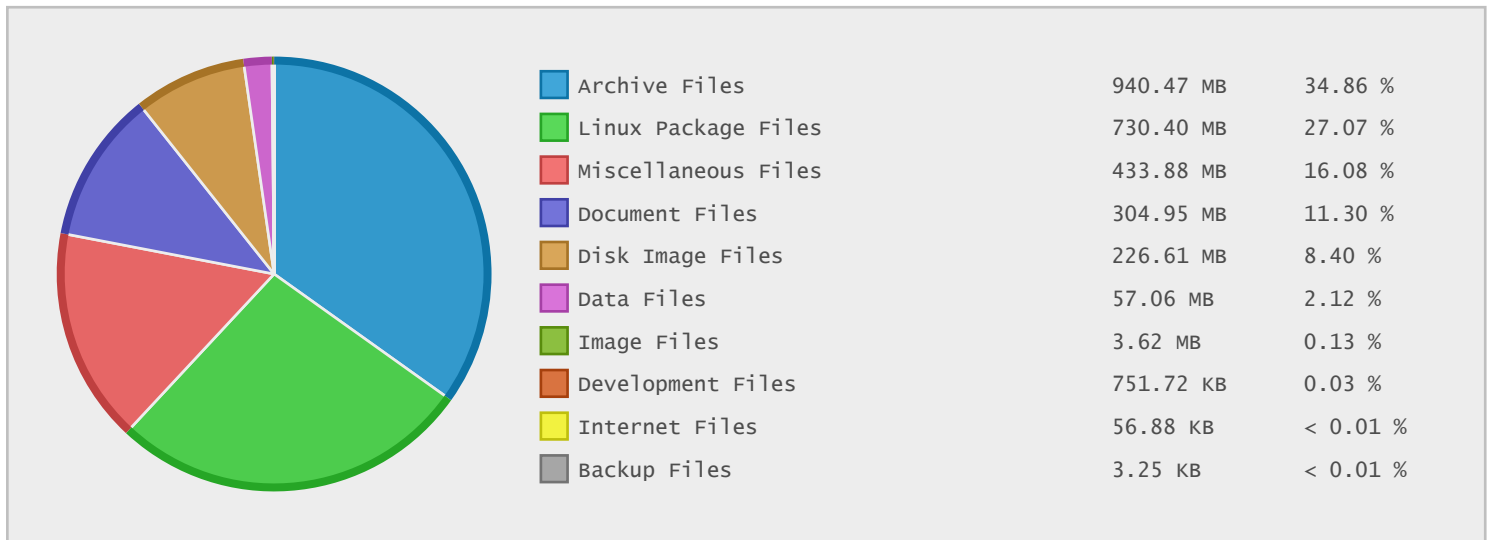 Archive Files 940.47 MB 34.86 %
Linux Package Files 730.40 MB 27.07 %
Miscellaneous Files 433.88 MB 16.08 %
Document Files 304.95 MB 11.30 %
Disk Image Files 226.61 MB 8.40 %
Data Files 57.06 MB 2.12 %
Image Files 3.62 MB 0.13 %
Development Files 751.72 KB 0.03 %
Internet Files 56.88 KB < 0.01 %
Backup Files 3.25 KB < 0.01 %